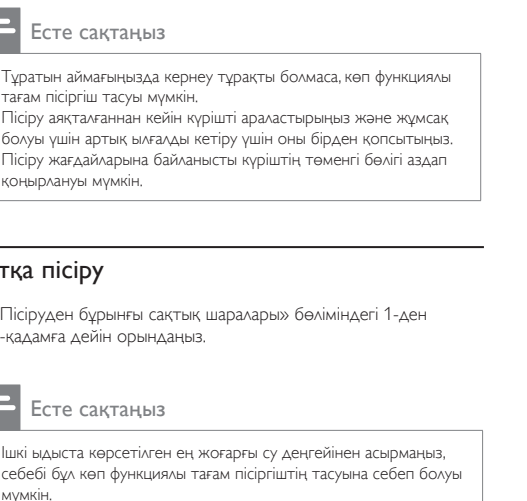 Есте сақтаңыз
Тұратын аймағыңызда кернеу тұрақты болмаса, көп функциялы
тағам пісіргіш тасуы мүмкін.
Пісіру аяқталғаннан кейін күрішті араластырыңыз және жұмсақ
болуы үшін артық ылғалды кетіру үшін оны бірден қопсытыңыз.
Пісіру жағдайларына байланысты күріштің төменгі бөлігі аздап
қоңырлануы мүмкін.
тқа пісіру
Пісіруден бұрынғы сақтық шаралары» бөліміндегі 1-ден
-қадамға дейін орындаңыз.
Есте сақтаңыз
Ішкі ыдыста көрсетілген ең жоғарғы су деңгейінен асырмаңыз,
себебі бұл көп функциялы тағам пісіргіштің тасуына себеп болуы
мүмкін.